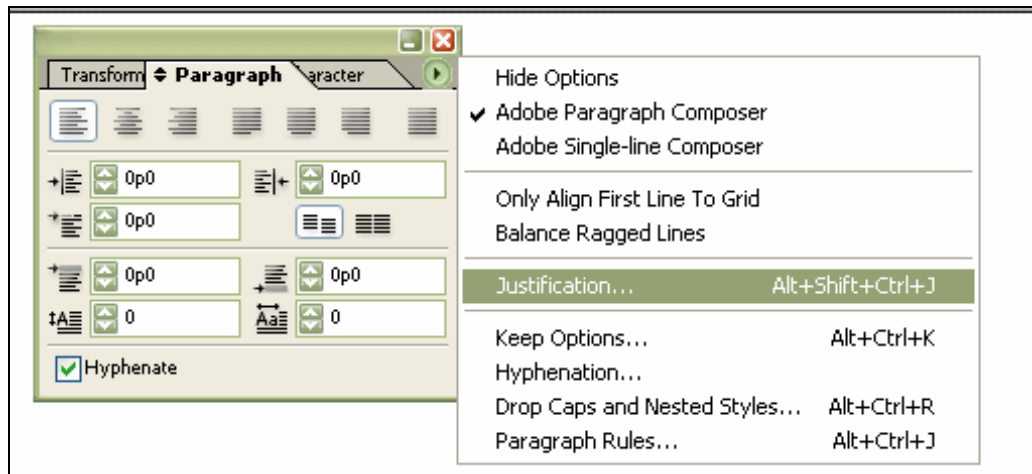 Transform Paragraph aracter
0p0 0p0
0p0
0p0 0p0
0 0
Hyphenate
Hide Options
Adobe Paragraph Composer
Adobe Single-line Composer
Only Align First Line To Grid
Balance Ragged Lines
Justification... Alt+Shift+Ctrl+J
Keep Options... Alt+Ctrl+K
Hyphenation...
Drop Caps and Nested Styles... Alt+Ctrl+R
Paragraph Rules... Alt+Ctrl+J